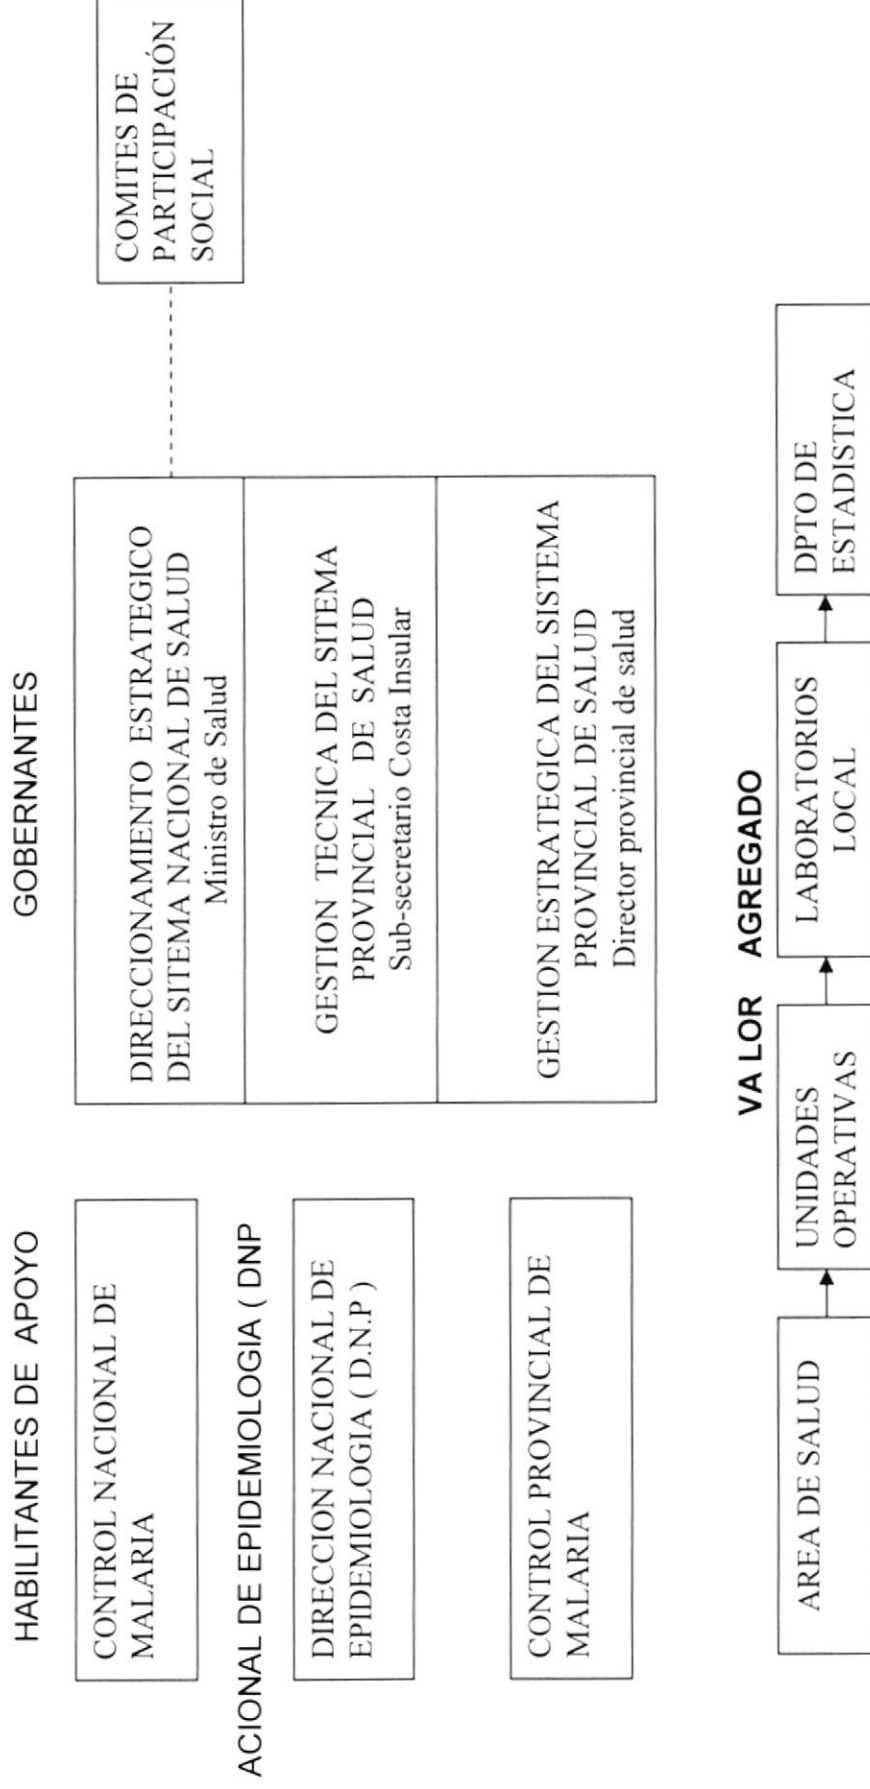 HABILITANTES DE APOYO
GOBERNANTES
CONTROL NACIONAL DE
MALARIA
DIRECCIONAMIENTO ESTRATEGICO
DEL SITEMA NACIONAL DE SALUD
Ministro de Salud
COMITES DE
PARTICIPACIÓN
SOCIAL
ACIONAL DE EPIDEMIOLOGIA ( DNP
DIRECCION NACIONAL DE
EPIDEMIOLOGIA ( D.N.P )
GESTION TECNICA DEL SITEMA
PROVINCIAL DE SALUD
Sub-secretario Costa Insular
CONTROL PROVINCIAL DE
MALARIA
GESTION ESTRATEGICA DEL SISTEMA
PROVINCIAL DE SALUD
Director provincial de salud
VA LOR AGREGADO
AREA DE SALUD
UNIDADES
OPERATIVAS
LABORATORIOS
LOCAL
DPTO DE
ESTADISTICA